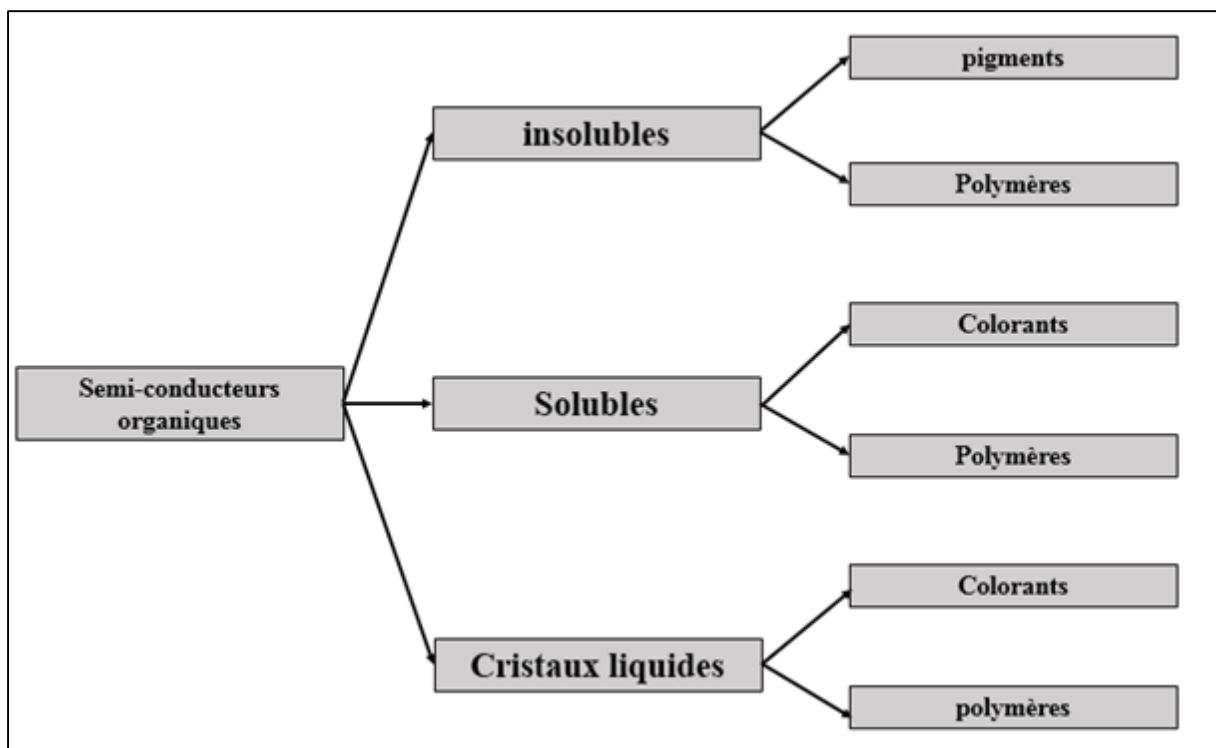 Semi-conducteurs
organiques
insolubles
pigments
Polymères
Solubles
Colorants
Polymères
Cristaux liquides
Colorants
polymères